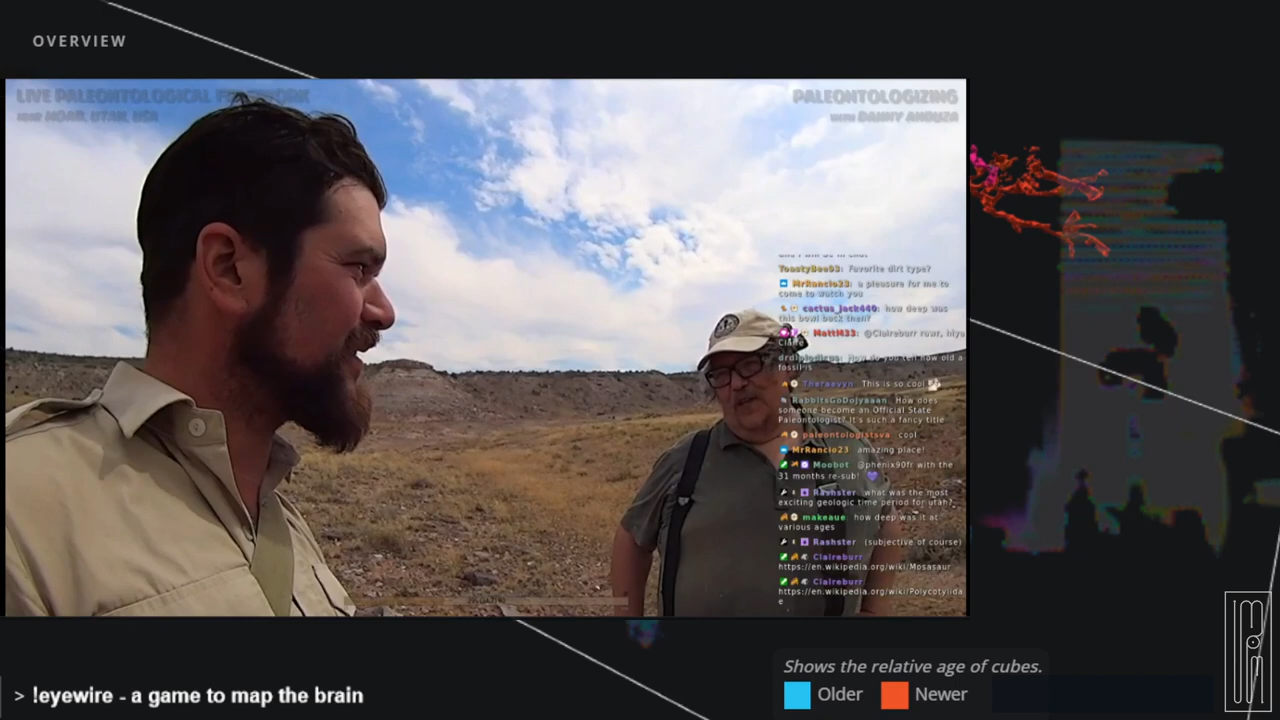 OVERVIEW
LIVE PALEONTOLOGICAL FIELDWORK
NEAR MOAB, UTAH, USA
PALEONTOLOGIZING
WITH DANNY ANDUZA
ToastyBee93: Favorite dirt type?
MrRancio23: a pleasure for me to
come to watch you
cactus_jack440: how deep was
this bowl back then?
MattM33: @Claireburr rawr, hiya
Claire
drdiplodicus: How do you tell how old a
fossil is
Theraevyn This is so cool
RabbitsGoDojyaaan How does
someone become an Official State
Paleontologist? It's such a fancy title
paleontologistsva cool
MrRancio23 amazing place!
Moobot @phenix90fr with the
31 months re-sub!
Rashster what was the most
exciting geologic time period for utah?
makeaue how deep was it at
various ages
Rashster (subjective of course)
Claireburr
https://en.wikipedia.org/wiki/Mosasaur
Claireburr
https://en.wikipedia.org/wiki/Polycotylida
e
Shows the relative age of cubes.
Older Newer
> !eyewire - a game to map the brain